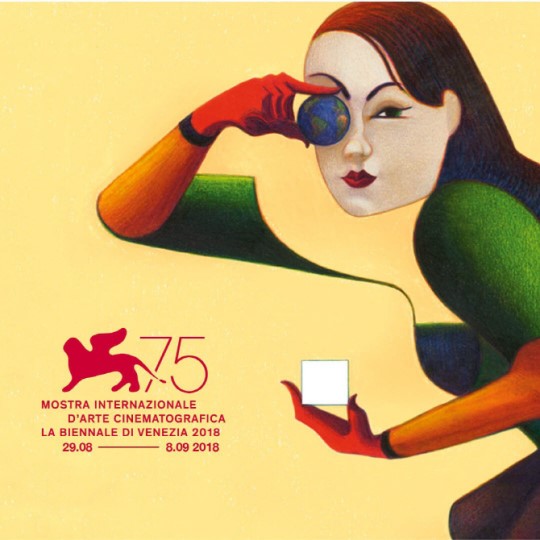 75
MOSTRA INTERNAZIONALE
D'ARTE CINEMATOGRAFICA
LA BIENNALE DI VENEZIA 2018
29.08 — 8.09 2018